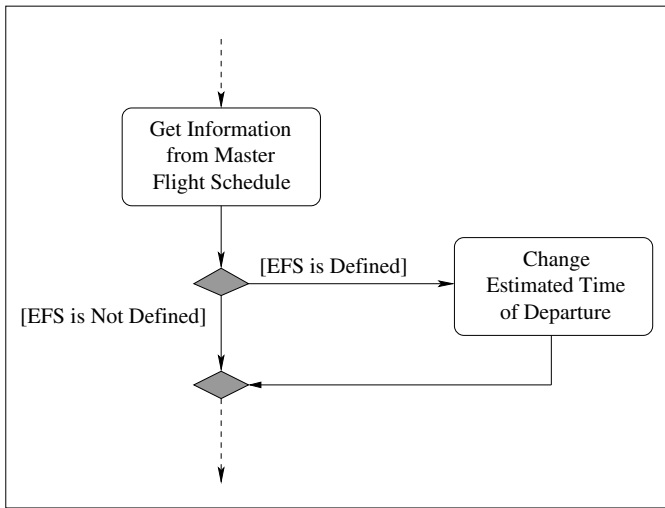 Get Information
from Master
Flight Schedule
[EFS is Defined]
Change
Estimated Time
of Departure
[EFS is Not Defined]